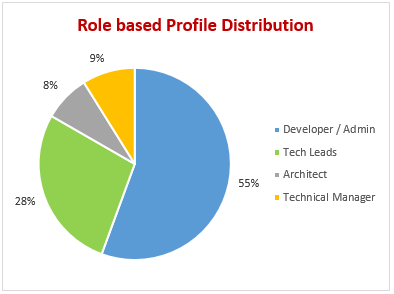 Role based Profile Distribution
9%
8%
28%
55%
Developer / Admin
Tech Leads
Architect
Technical Manager